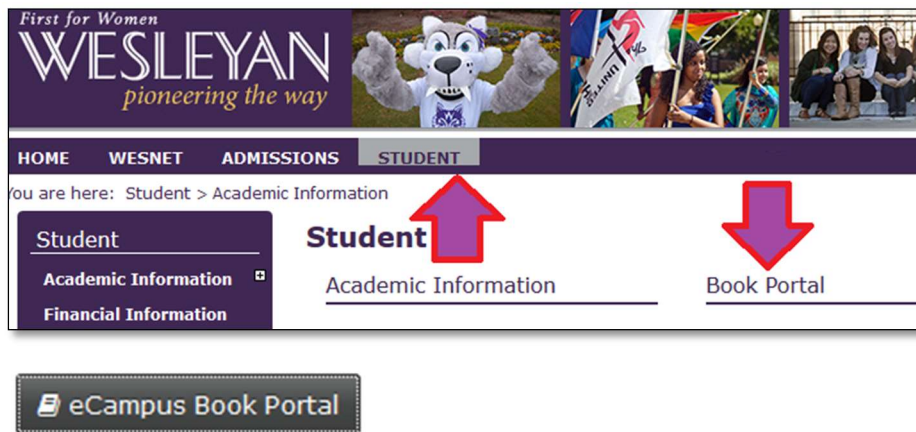 First for Women
WESLEYAN
pioneering the way
HOME WESNET ADMISSIONS STUDENT
You are here: Student > Academic Information
Student
Academic Information
Financial Information
Student
Academic Information
Book Portal
eCampus Book Portal